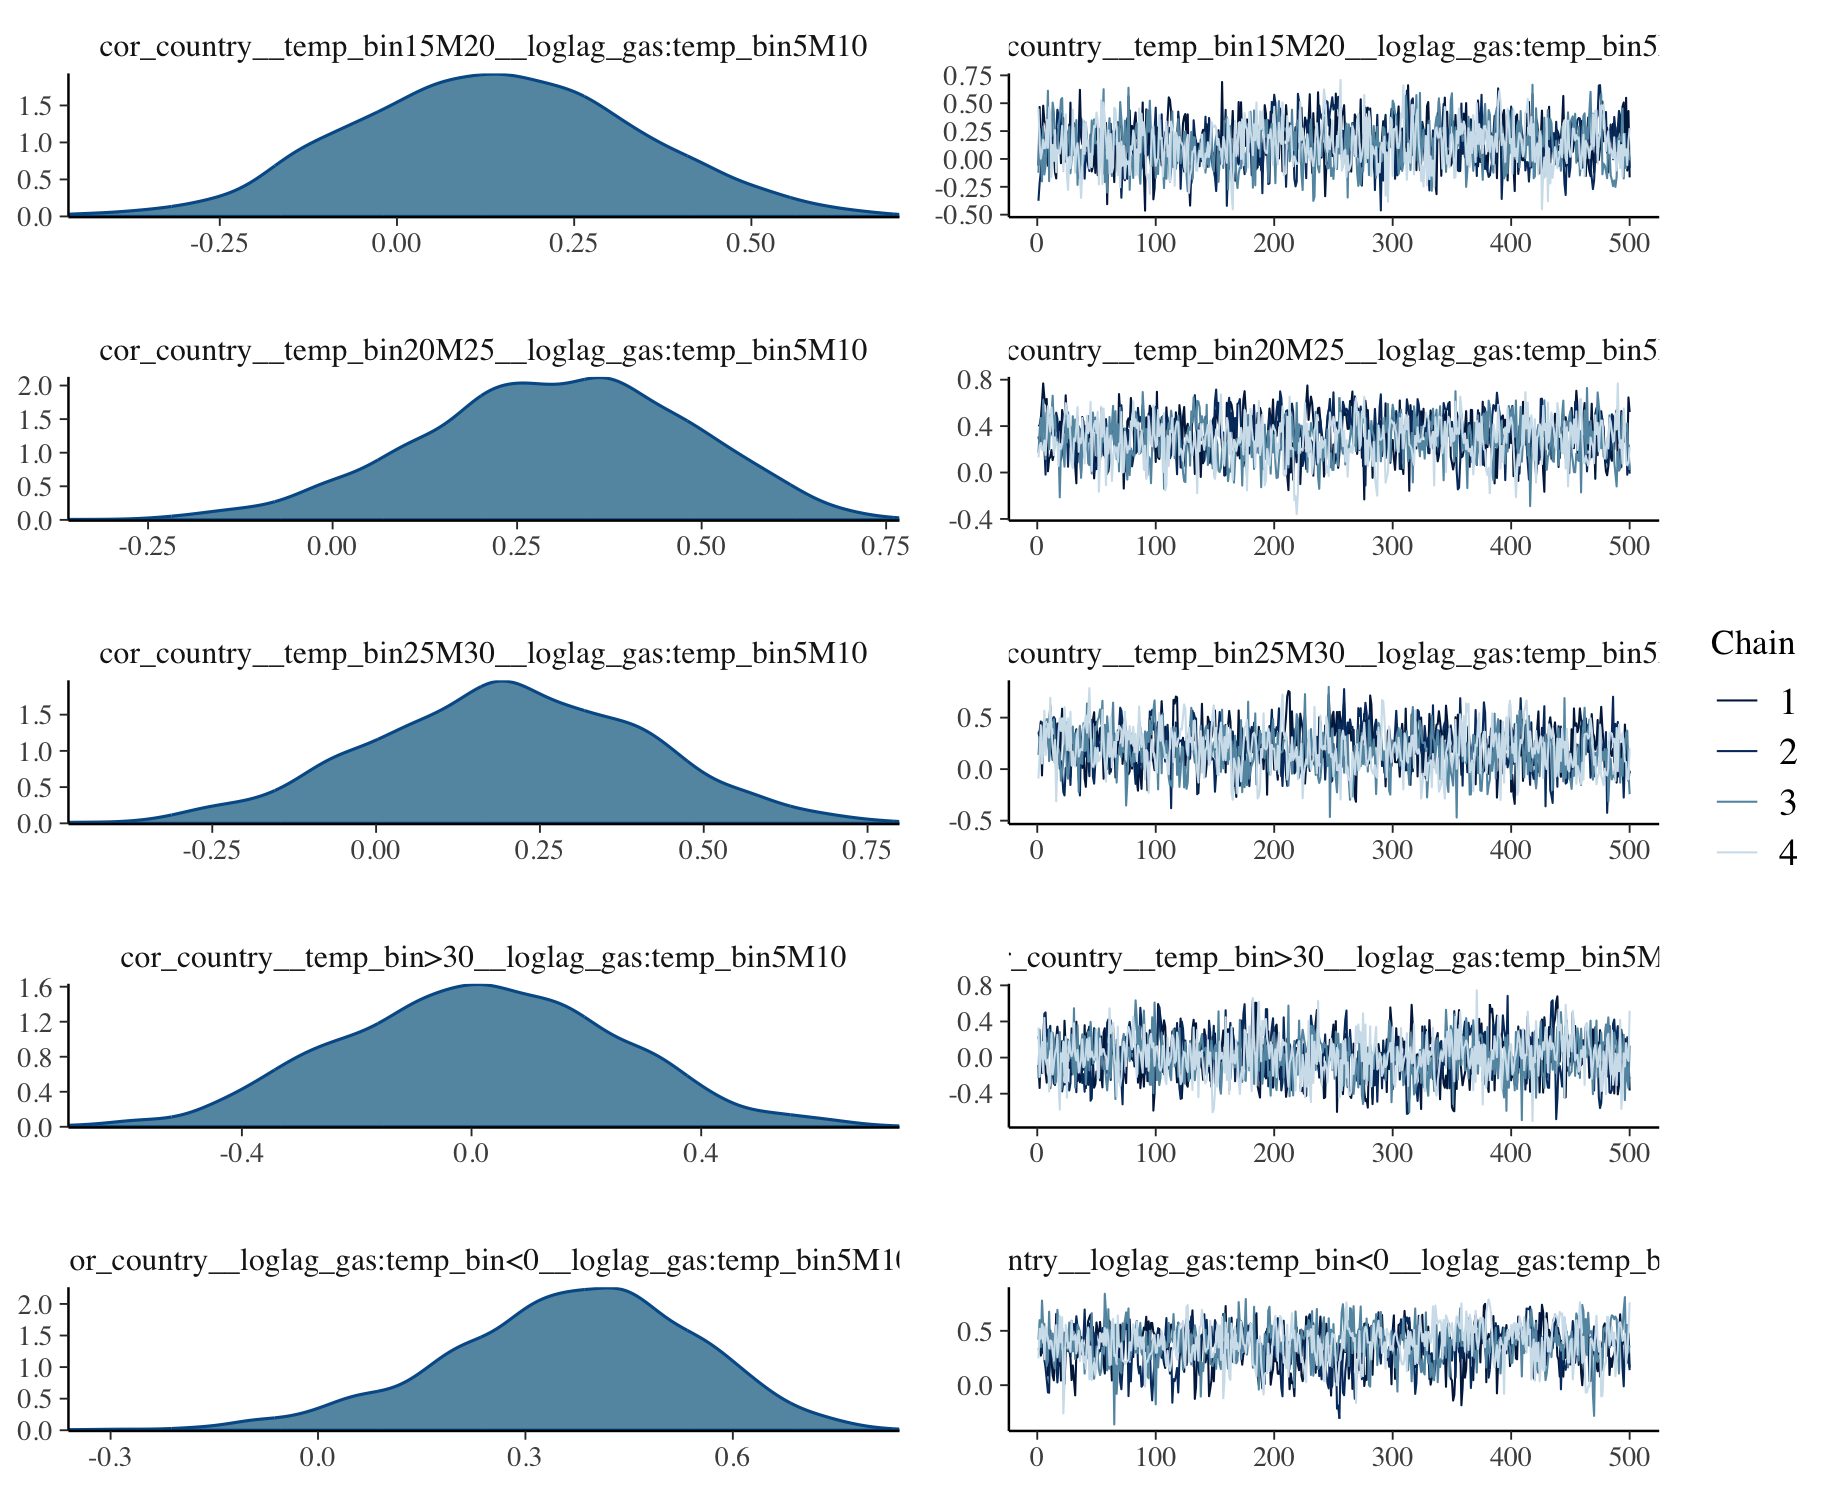 cor_country__temp_bin15M20__loglag_gas:temp_bin5M10
1.5
1.0
0.5
0.0
-0.25 0.00 0.25 0.50
country__temp_bin15M20__loglag_gas:temp_bin5
0.75
0.50
0.25
0.00
-0.25
-0.50
0 100 200 300 400 500
cor_country__temp_bin20M25__loglag_gas:temp_bin5M10
2.0
1.5
1.0
0.5
0.0
-0.25 0.00 0.25 0.50 0.75
country__temp_bin20M25__loglag_gas:temp_bin5
0.8
0.4
0.0
-0.4
0 100 200 300 400 500
cor_country__temp_bin25M30__loglag_gas:temp_bin5M10
1.5
1.0
0.5
0.0
-0.25 0.00 0.25 0.50 0.75
country__temp_bin25M30__loglag_gas:temp_bin5
0.5
0.0
-0.5
0 100 200 300 400 500
Chain
1
2
3
4
cor_country__temp_bin>30__loglag_gas:temp_bin5M10
1.6
1.2
0.8
0.4
0.0
-0.4 0.0 0.4
_country__temp_bin>30__loglag_gas:temp_bin5M
0.8
0.4
0.0
-0.4
0 100 200 300 400 500
or_country__loglag_gas:temp_bin<0__loglag_gas:temp_bin5M10
2.0
1.5
1.0
0.5
0.0
-0.3 0.0 0.3 0.6
ntry__loglag_gas:temp_bin<0__loglag_gas:temp_b
0.5
0.0
0 100 200 300 400 500